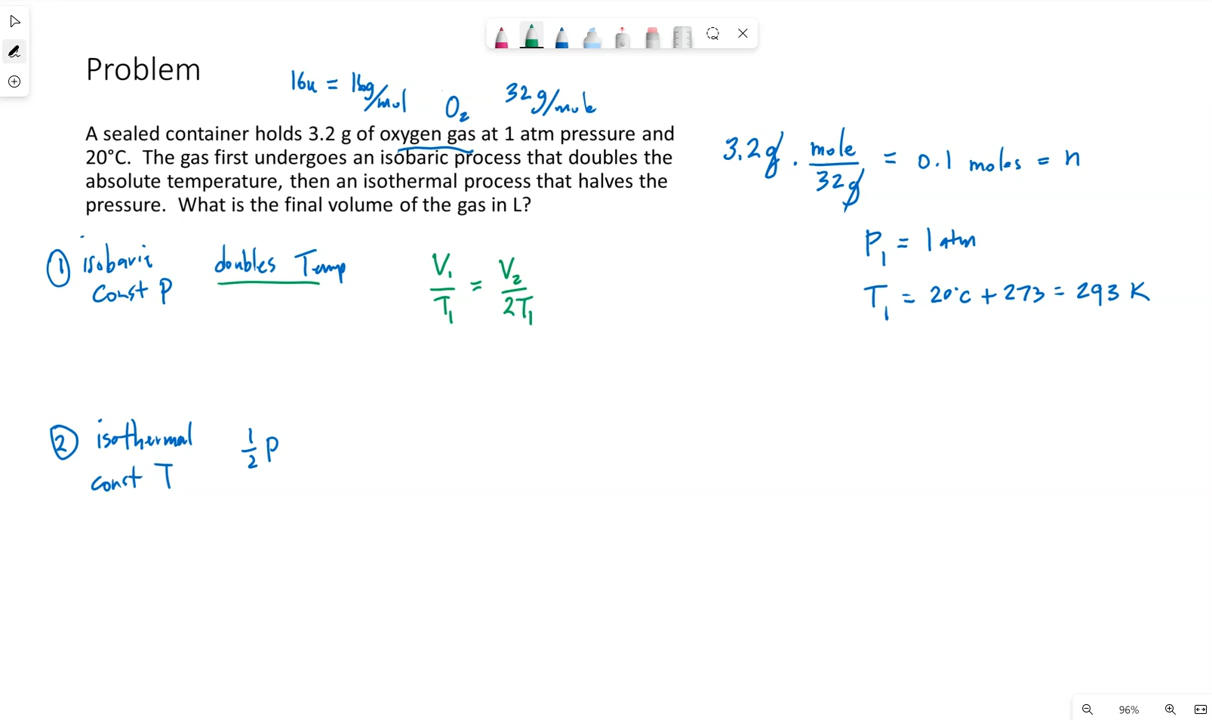 Problem
16u = 16g/mol O₂ 32g/mole
A sealed container holds 3.2 g of oxygen gas at 1 atm pressure and
20°C. The gas first undergoes an isobaric process that doubles the
absolute temperature, then an isothermal process that halves the
pressure. What is the final volume of the gas in L?
3.2g · mole/32g = 0.1 moles = n
P₁ = 1 atm
T₁ = 20°C + 273 = 293 K
① isobaric doubles Temp V₁/T₁ = V₂/2T₁
const P
② isothermal ½ P
const T
96%